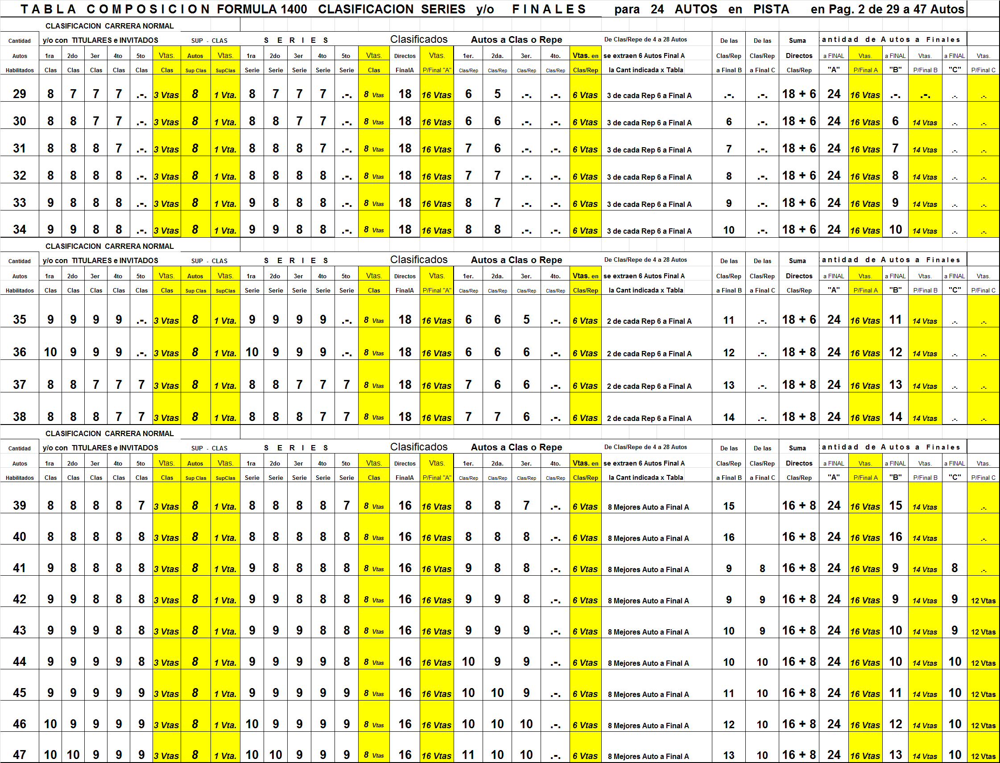 T A B L A C O M P O S I C I O N FORMULA 1400 CLASIFICACION SERIES y/o F I N A L E S para 24 AUTOS en PISTA en Pag. 2 de 29 a 47 Autos
CLASIFICACION CARRERA NORMAL
Cantidad y/o con TITULARES e INVITADOS SUP - CLAS S E R I E S Clasificados Autos a Clas o Repe De Clas/Repe de 4 a 28 Autos De las De las Suma antidad de Autos a Finales
Autos 1ra 2do 3er 4to 5to Vtas. Autos Vtas. 1ra 2do 3er 4to 5to Vtas. Directos Vtas. 1er. 2da. 3er. 4to. Vtas. en se extraen 6 Autos Final A Clas/Rep Clas/Rep Directos a FINAL Vtas. a FINAL Vtas. a FINAL Vtas.
Habilitados Clas Clas Clas Clas Clas Clas Sup Clas SupClas Serie Serie Serie Serie Serie Clas FinalA P/Final "A" Clas/Rep Clas/Rep Clas/Rep Clas/Rep Clas/Rep la Cant indicada x Tabla a Final B a Final C Clas/Rep "A" P/Final A "B" P/Final B "C" P/Final C
29 8 7 7 7 .-. 3 Vtas 8 1 Vta. 8 7 7 7 .-. 8 Vtas 18 16 Vtas 6 5 .-. .-. 6 Vtas 3 de cada Rep 6 a Final A .-. .-. 18 + 6 24 16 Vtas .-. .-. .-. .-.
30 8 8 7 7 .-. 3 Vtas 8 1 Vta. 8 8 7 7 .-. 8 Vtas 18 16 Vtas 6 6 .-. .-. 6 Vtas 3 de cada Rep 6 a Final A 6 .-. 18 + 6 24 16 Vtas 6 14 Vtas .-. .-.
31 8 8 8 7 .-. 3 Vtas 8 1 Vta. 8 8 8 7 .-. 8 Vtas 18 16 Vtas 7 6 .-. .-. 6 Vtas 3 de cada Rep 6 a Final A 7 .-. 18 + 6 24 16 Vtas 7 14 Vtas .-. .-.
32 8 8 8 8 .-. 3 Vtas 8 1 Vta. 8 8 8 8 .-. 8 Vtas 18 16 Vtas 7 7 .-. .-. 6 Vtas 3 de cada Rep 6 a Final A 8 .-. 18 + 6 24 16 Vtas 8 14 Vtas .-. .-.
33 9 8 8 8 .-. 3 Vtas 8 1 Vta. 9 8 8 8 .-. 8 Vtas 18 16 Vtas 8 7 .-. .-. 6 Vtas 3 de cada Rep 6 a Final A 9 .-. 18 + 6 24 16 Vtas 9 14 Vtas .-. .-.
34 9 9 8 8 .-. 3 Vtas 8 1 Vta. 9 9 8 8 .-. 8 Vtas 18 16 Vtas 8 8 .-. .-. 6 Vtas 3 de cada Rep 6 a Final A 10 .-. 18 + 6 24 16 Vtas 10 14 Vtas .-. .-.
CLASIFICACION CARRERA NORMAL
Cantidad y/o con TITULARES e INVITADOS SUP - CLAS S E R I E S Clasificados Autos a Clas o Repe De Clas/Repe de 4 a 28 Autos De las De las Suma antidad de Autos a Finales
Autos 1ra 2do 3er 4to 5to Vtas. Autos Vtas. 1ra 2do 3er 4to 5to Vtas. Directos Vtas. 1er. 2da. 3er. 4to. Vtas. en se extraen 6 Autos Final A Clas/Rep Clas/Rep Directos a FINAL Vtas. a FINAL Vtas. a FINAL Vtas.
Habilitados Clas Clas Clas Clas Clas Clas Sup Clas SupClas Serie Serie Serie Serie Serie Clas FinalA P/Final "A" Clas/Rep Clas/Rep Clas/Rep Clas/Rep Clas/Rep la Cant indicada x Tabla a Final B a Final C Clas/Rep "A" P/Final A "B" P/Final B "C" P/Final C
35 9 9 9 9 .-. 3 Vtas 8 1 Vta. 9 9 9 9 .-. 8 Vtas 18 16 Vtas 6 6 5 .-. 6 Vtas 2 de cada Rep 6 a Final A 11 .-. 18 + 6 24 16 Vtas 11 14 Vtas .-. .-.
36 10 9 9 9 .-. 3 Vtas 8 1 Vta. 10 9 9 9 .-. 8 Vtas 18 16 Vtas 6 6 6 .-. 6 Vtas 2 de cada Rep 6 a Final A 12 .-. 18 + 8 24 16 Vtas 12 14 Vtas .-. .-.
37 8 8 7 7 7 3 Vtas 8 1 Vta. 8 8 7 7 7 8 Vtas 18 16 Vtas 7 6 6 .-. 6 Vtas 2 de cada Rep 6 a Final A 13 .-. 18 + 8 24 16 Vtas 13 14 Vtas .-. .-.
38 8 8 8 7 7 3 Vtas 8 1 Vta. 8 8 8 7 7 8 Vtas 18 16 Vtas 7 7 6 .-. 6 Vtas 2 de cada Rep 6 a Final A 14 .-. 18 + 8 24 16 Vtas 14 14 Vtas .-. .-.
CLASIFICACION CARRERA NORMAL
Cantidad y/o con TITULARES e INVITADOS SUP - CLAS S E R I E S Clasificados Autos a Clas o Repe De Clas/Repe de 4 a 28 Autos De las De las Suma antidad de Autos a Finales
Autos 1ra 2do 3er 4to 5to Vtas. Autos Vtas. 1ra 2do 3er 4to 5to Vtas. Directos Vtas. 1er. 2da. 3er. 4to. Vtas. en se extraen 6 Autos Final A Clas/Rep Clas/Rep Directos a FINAL Vtas. a FINAL Vtas. a FINAL Vtas.
Habilitados Clas Clas Clas Clas Clas Clas Sup Clas SupClas Serie Serie Serie Serie Serie Clas FinalA P/Final "A" Clas/Rep Clas/Rep Clas/Rep Clas/Rep Clas/Rep la Cant indicada x Tabla a Final B a Final C Clas/Rep "A" P/Final A "B" P/Final B "C" P/Final C
39 8 8 8 8 7 3 Vtas 8 1 Vta. 8 8 8 8 7 8 Vtas 16 16 Vtas 8 8 7 .-. 6 Vtas 8 Mejores Auto a Final A 15 16 + 8 24 16 Vtas 15 14 Vtas .-.
40 8 8 8 8 8 3 Vtas 8 1 Vta. 8 8 8 8 8 8 Vtas 16 16 Vtas 8 8 8 .-. 6 Vtas 8 Mejores Auto a Final A 16 16 + 8 24 16 Vtas 16 14 Vtas .-.
41 9 8 8 8 8 3 Vtas 8 1 Vta. 9 8 8 8 8 8 Vtas 16 16 Vtas 9 8 8 .-. 6 Vtas 8 Mejores Auto a Final A 9 8 16 + 8 24 16 Vtas 9 14 Vtas 8 .-.
42 9 9 8 8 8 3 Vtas 8 1 Vta. 9 9 8 8 8 8 Vtas 16 16 Vtas 9 9 8 .-. 6 Vtas 8 Mejores Auto a Final A 9 9 16 + 8 24 16 Vtas 9 14 Vtas 9 12 Vtas
43 9 9 9 8 8 3 Vtas 8 1 Vta. 9 9 9 8 8 8 Vtas 16 16 Vtas 9 9 9 .-. 6 Vtas 8 Mejores Auto a Final A 10 9 16 + 8 24 16 Vtas 10 14 Vtas 9 12 Vtas
44 9 9 9 9 8 3 Vtas 8 1 Vta. 9 9 9 9 8 8 Vtas 16 16 Vtas 10 9 9 .-. 6 Vtas 8 Mejores Auto a Final A 10 10 16 + 8 24 16 Vtas 10 14 Vtas 10 12 Vtas
45 9 9 9 9 9 3 Vtas 8 1 Vta. 9 9 9 9 9 8 Vtas 16 16 Vtas 10 10 9 .-. 6 Vtas 8 Mejores Auto a Final A 11 10 16 + 8 24 16 Vtas 11 14 Vtas 10 12 Vtas
46 10 9 9 9 9 3 Vtas 8 1 Vta. 10 9 9 9 9 8 Vtas 16 16 Vtas 10 10 10 .-. 6 Vtas 8 Mejores Auto a Final A 12 10 16 + 8 24 16 Vtas 12 14 Vtas 10 12 Vtas
47 10 10 9 9 9 3 Vtas 8 1 Vta. 10 10 9 9 9 8 Vtas 16 16 Vtas 11 10 10 .-. 6 Vtas 8 Mejores Auto a Final A 13 10 16 + 8 24 16 Vtas 13 14 Vtas 10 12 Vtas